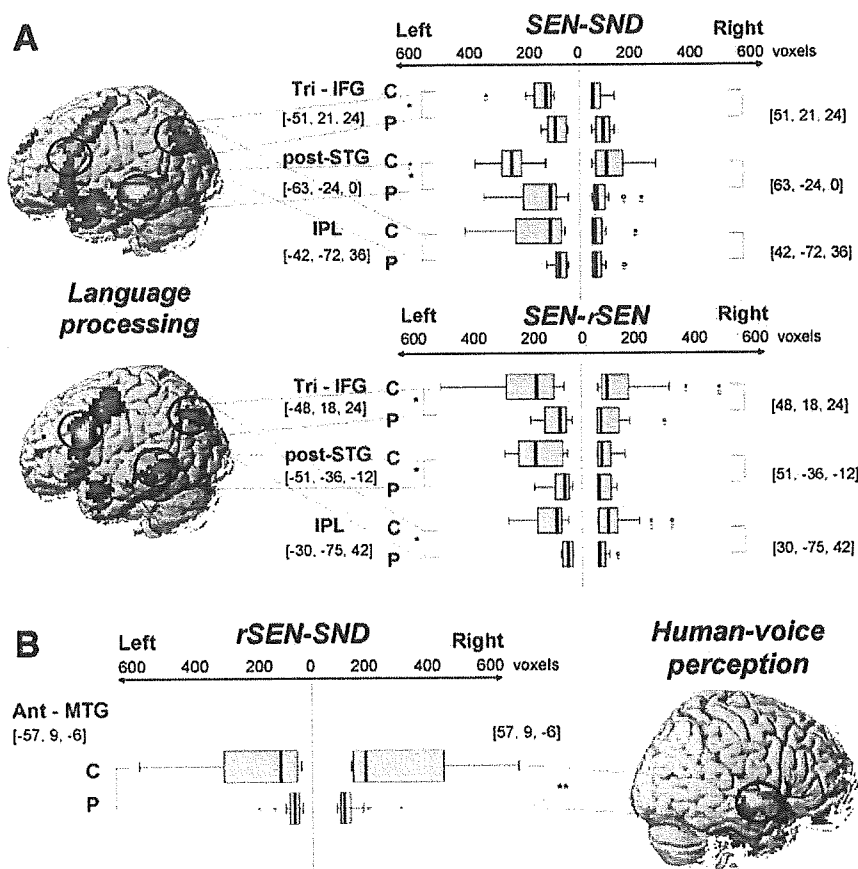 A
SEN-SND
Left Right
600 400 200 0 200 400 600 voxels
Tri - IFG C
[-51, 21, 24] * [51, 21, 24]
P
post-STG C *
[-63, -24, 0] * [63, -24, 0]
P
IPL C
[-42, -72, 36] [42, -72, 36]
P
Language
processing
SEN-rSEN
Left Right
600 400 200 0 200 400 600 voxels
Tri - IFG C
[-48, 18, 24] * [48, 18, 24]
P
post-STG C
[-51, -36, -12] * [51, -36, -12]
P
IPL C
[-30, -75, 42] * [30, -75, 42]
P
B
rSEN-SND
Left Right
600 400 200 0 200 400 600 voxels
Human-voice
perception
Ant - MTG
[-57, 9, -6] [57, 9, -6]
C
**
P